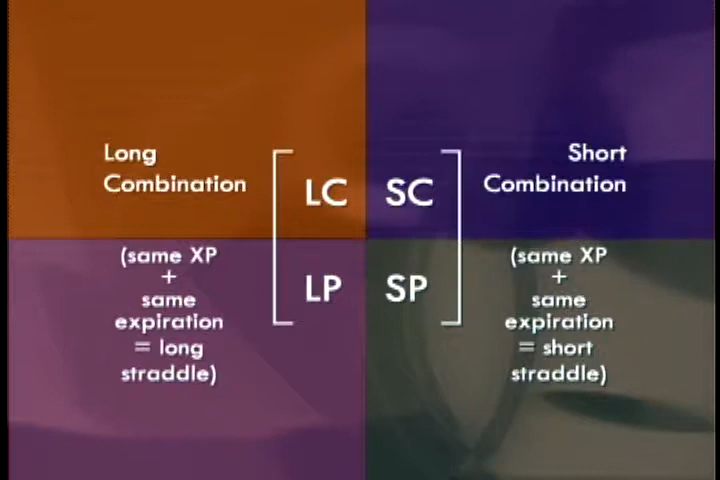 Long
Combination
LC SC
Short
Combination
(same XP
+
same
expiration
= long
straddle)
LP SP
(same XP
+
same
expiration
= short
straddle)